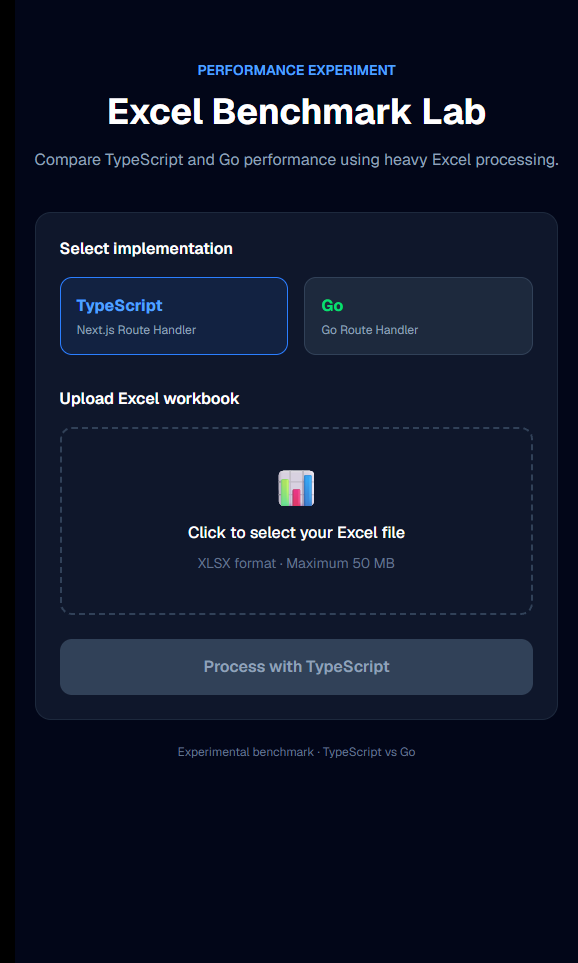 PERFORMANCE EXPERIMENT
Excel Benchmark Lab
Compare TypeScript and Go performance using heavy Excel processing.
Select implementation
TypeScript
Next.js Route Handler
Go
Go Route Handler
Upload Excel workbook
Click to select your Excel file
XLSX format · Maximum 50 MB
Process with TypeScript
Experimental benchmark · TypeScript vs Go